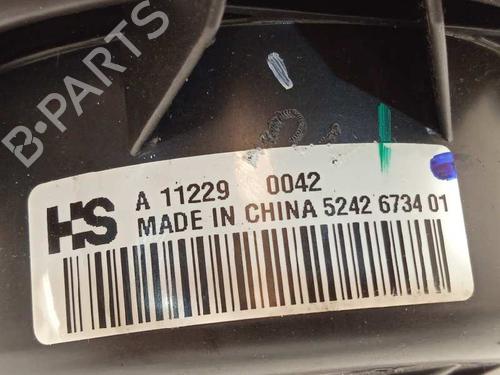 B-PARTS
HS
A 11229 0042
MADE IN CHINA 5242 6734 01